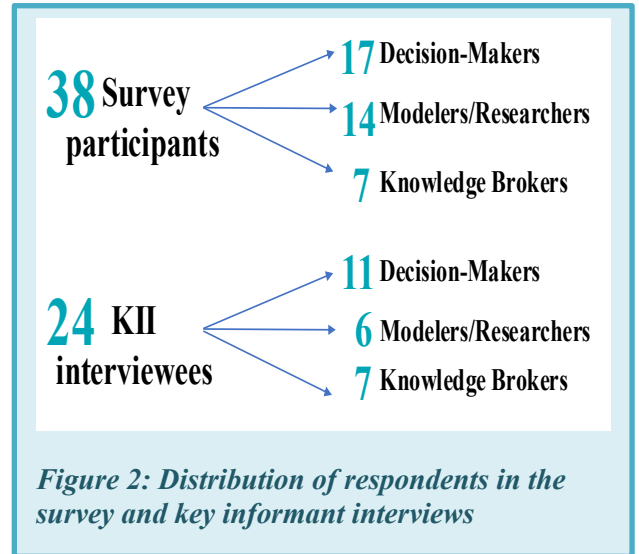 38 Survey participants
17 Decision-Makers
14 Modelers/Researchers
7 Knowledge Brokers
24 KII interviewees
11 Decision-Makers
6 Modelers/Researchers
7 Knowledge Brokers
Figure 2: Distribution of respondents in the
survey and key informant interviews